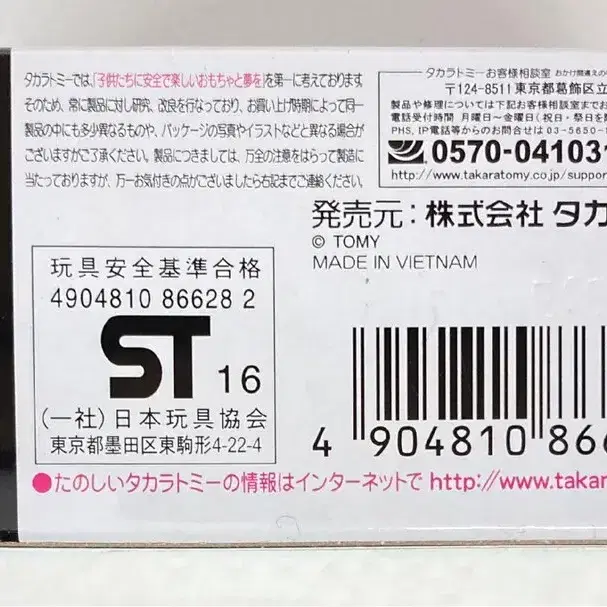 タカラトミーでは、「子供たちに安全で楽しいおもちゃと夢を」を第一に考えております。
そのため、常に製品に対し研究、改良を行なっており、お買い上げ時期によって同一
製品の中にも多少異なるものや、パッケージの写真やイラストなどと異なる場合が
ございますがご了承ください。製品につきましては、万全の注意をはらって製造に
当たっておりますが、万一お気付きの点がございましたら右記までご連絡ください。
タカラトミーお客様相談室 おかけ間違えの
〒124-8511 東京都葛飾区立
製品や修理については下記お客様相談室までお
電話受付時間 月曜日〜金曜日(祝日・祭日を
PHS, IP電話等からのお問合せは 03-5650-1
0570-041031
http://www.takaratomy.co.jp/suppor
発売元:株式会社 タカ
© TOMY
MADE IN VIETNAM
玩具安全基準合格
4904810 86628 2
ST 16
(一社)日本玩具協会
東京都墨田区東駒形4-22-4
4 904810 866
●たのしいタカラトミーの情報はインターネットで http://www.takar